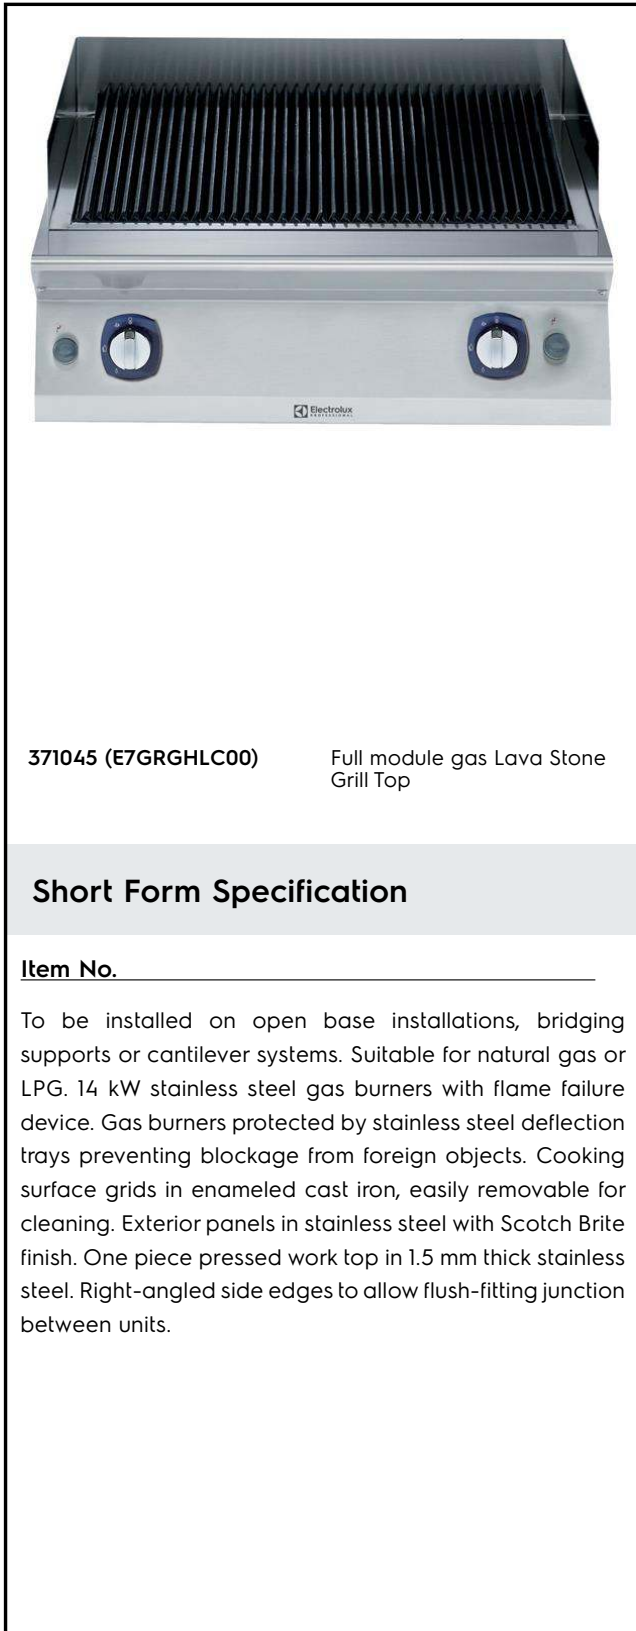 Electrolux
PROFESSIONAL
371045 (E7GRGHLC00)
Full module gas Lava Stone
Grill Top
Short Form Specification
Item No.
To be installed on open base installations, bridging
supports or cantilever systems. Suitable for natural gas or
LPG. 14 kW stainless steel gas burners with flame failure
device. Gas burners protected by stainless steel deflection
trays preventing blockage from foreign objects. Cooking
surface grids in enameled cast iron, easily removable for
cleaning. Exterior panels in stainless steel with Scotch Brite
finish. One piece pressed work top in 1.5 mm thick stainless
steel. Right-angled side edges to allow flush-fitting junction
between units.